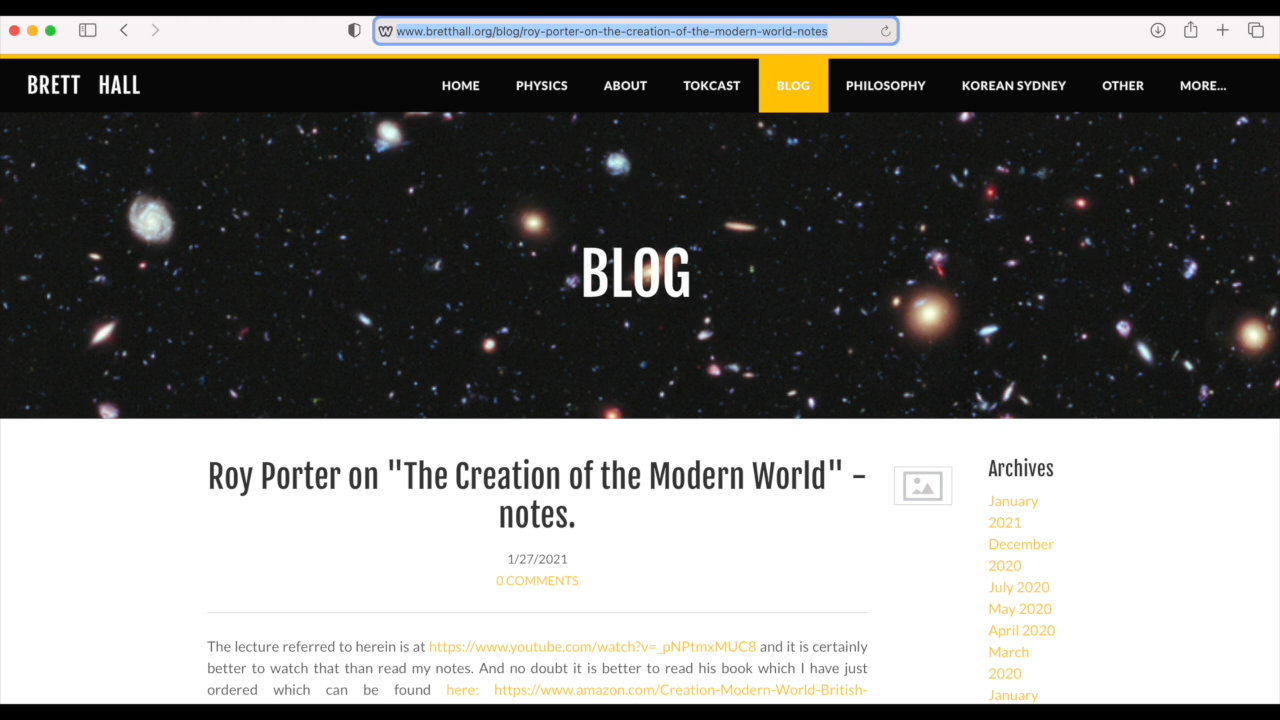 www.bretthall.org/blog/roy-porter-on-the-creation-of-the-modern-world-notes
BRETT HALL
HOME PHYSICS ABOUT TOKCAST BLOG PHILOSOPHY KOREAN SYDNEY OTHER MORE...
BLOG
Roy Porter on "The Creation of the Modern World" -
notes.
1/27/2021
0 COMMENTS
The lecture referred to herein is at https://www.youtube.com/watch?v=_pNPtmxMUC8 and it is certainly
better to watch that than read my notes. And no doubt it is better to read his book which I have just
ordered which can be found here: https://www.amazon.com/Creation-Modern-World-British-
Archives
January
2021
December
2020
July 2020
May 2020
April 2020
March
2020
January